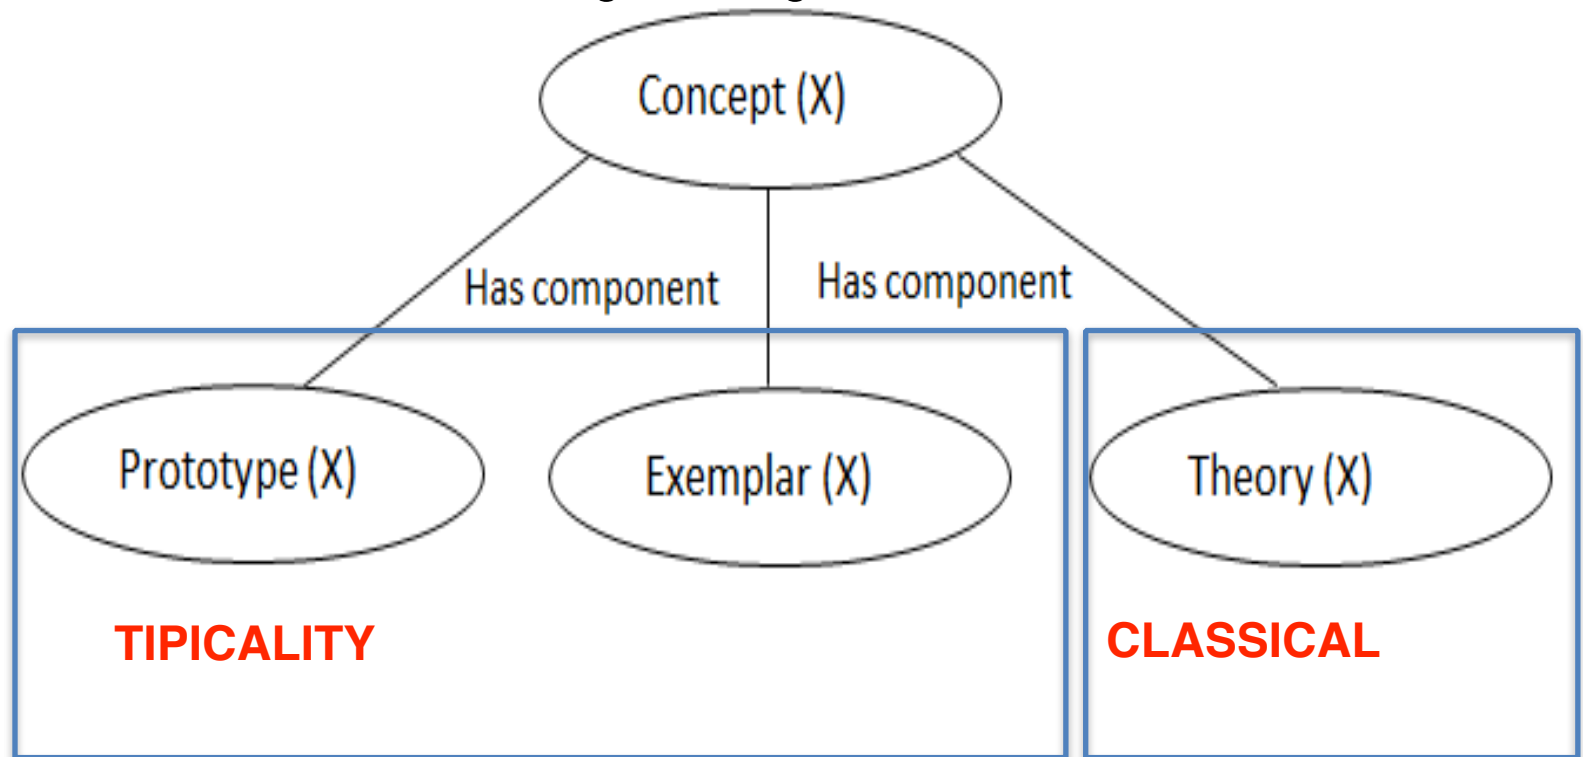 Concept (X)
Has component
Has component
Prototype (X)
Exemplar (X)
Theory (X)
TIPICALITY
CLASSICAL